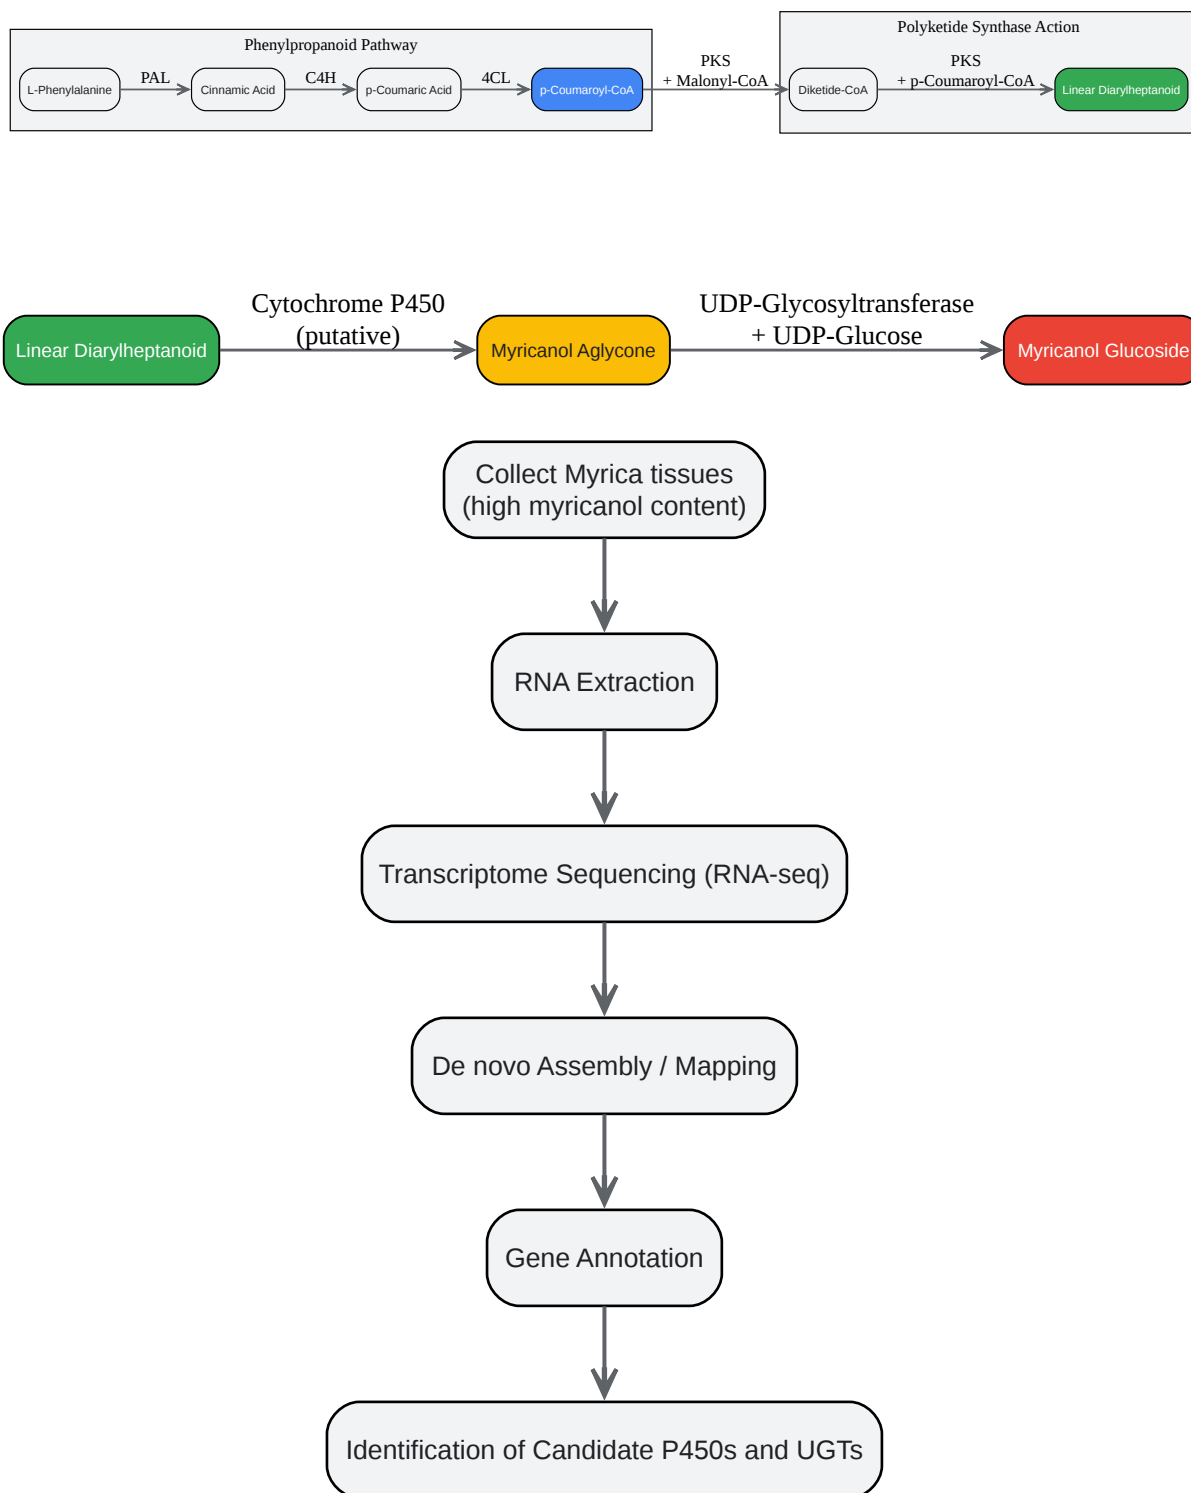 Phenylpropanoid Pathway
L-Phenylalanine
PAL
Cinnamic Acid
C4H
p-Coumaric Acid
4CL
p-Coumaroyl-CoA
PKS
+ Malonyl-CoA
Polyketide Synthase Action
Diketide-CoA
PKS
+ p-Coumaroyl-CoA
Linear Diarylheptanoid
Linear Diarylheptanoid
Cytochrome P450
(putative)
Myricanol Aglycone
UDP-Glycosyltransferase
+ UDP-Glucose
Myricanol Glucoside
Collect Myrica tissues
(high myricanol content)
RNA Extraction
Transcriptome Sequencing (RNA-seq)
De novo Assembly / Mapping
Gene Annotation
Identification of Candidate P450s and UGTs